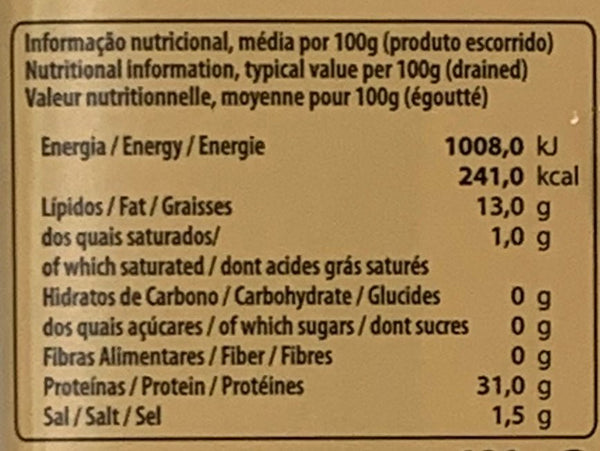 Informação nutricional, média por 100g (produto escorrido)
Nutritional information, typical value per 100g (drained)
Valeur nutritionnelle, moyenne pour 100g (égoutté)
Energia / Energy / Energie 1008,0 kJ
241,0 kcal
Lípidos / Fat / Graisses 13,0 g
dos quais saturados/ 1,0 g
of which saturated / dont acides grás saturés
Hidratos de Carbono / Carbohydrate / Glucides 0 g
dos quais açúcares / of which sugars / dont sucres 0 g
Fibras Alimentares / Fiber / Fibres 0 g
Proteínas / Protein / Protéines 31,0 g
Sal / Salt / Sel 1,5 g